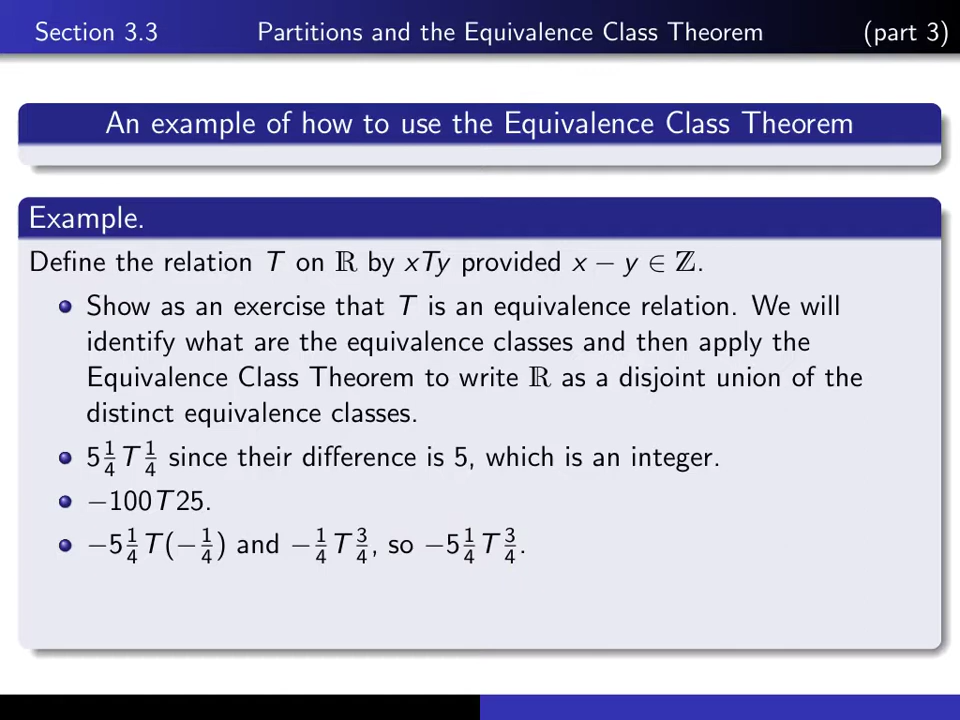 Section 3.3 Partitions and the Equivalence Class Theorem (part 3)
An example of how to use the Equivalence Class Theorem
Example.
Define the relation T on ℝ by xTy provided x − y ∈ ℤ.
Show as an exercise that T is an equivalence relation. We will
identify what are the equivalence classes and then apply the
Equivalence Class Theorem to write ℝ as a disjoint union of the
distinct equivalence classes.
5 1/4 T 1/4 since their difference is 5, which is an integer.
−100T25.
−5 1/4 T(−1/4) and −1/4 T 3/4, so −5 1/4 T 3/4.